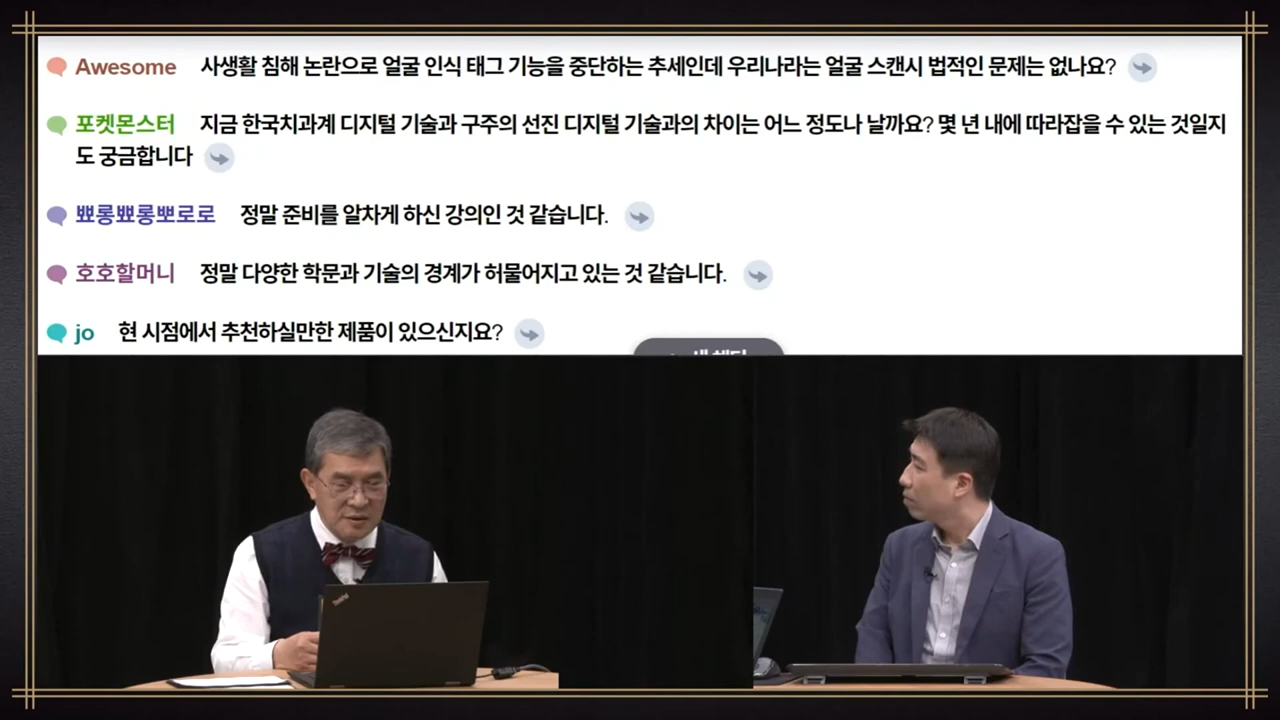 Awesome 사생활 침해 논란으로 얼굴 인식 태그 기능을 중단하는 추세인데 우리나라는 얼굴 스캔시 법적인 문제는 없나요?
포켓몬스터 지금 한국치과계 디지털 기술과 구주의 선진 디지털 기술과의 차이는 어느 정도나 날까요? 몇 년 내에 따라잡을 수 있는 것일지
도 궁금합니다
뾰롱뾰롱뽀로로 정말 준비를 알차게 하신 강의인 것 같습니다.
호호할머니 정말 다양한 학문과 기술의 경계가 허물어지고 있는 것 같습니다.
jo 현 시점에서 추천하실만한 제품이 있으신지요?
ThinkPad